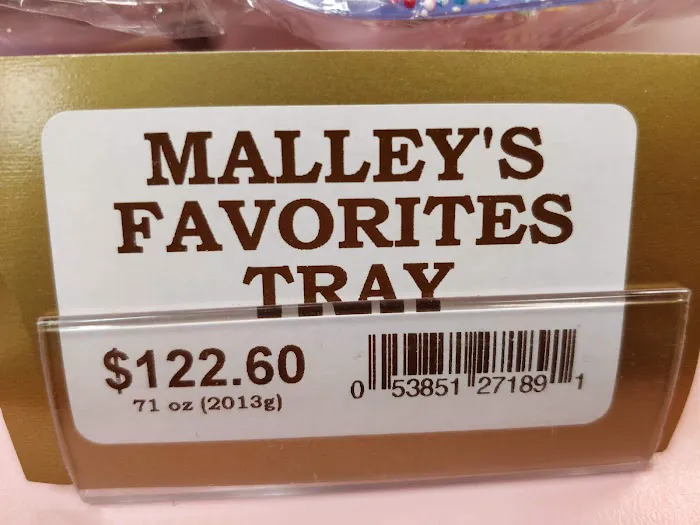 MALLEY'S
FAVORITES
TRAY
$122.60
71 oz (2013g)
0 53851 27189 1